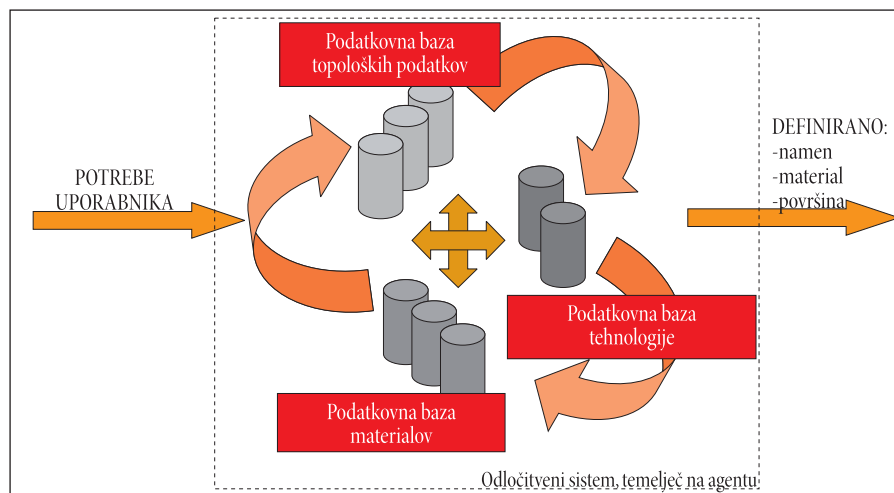 Podatkovna baza
topoloških podatkov
POTREBE
UPORABNIKA
DEFINIRANO:
-namen
-material
-površina
Podatkovna baza
tehnologije
Podatkovna baza
materialov
Odločitveni sistem, temelječ na agentu